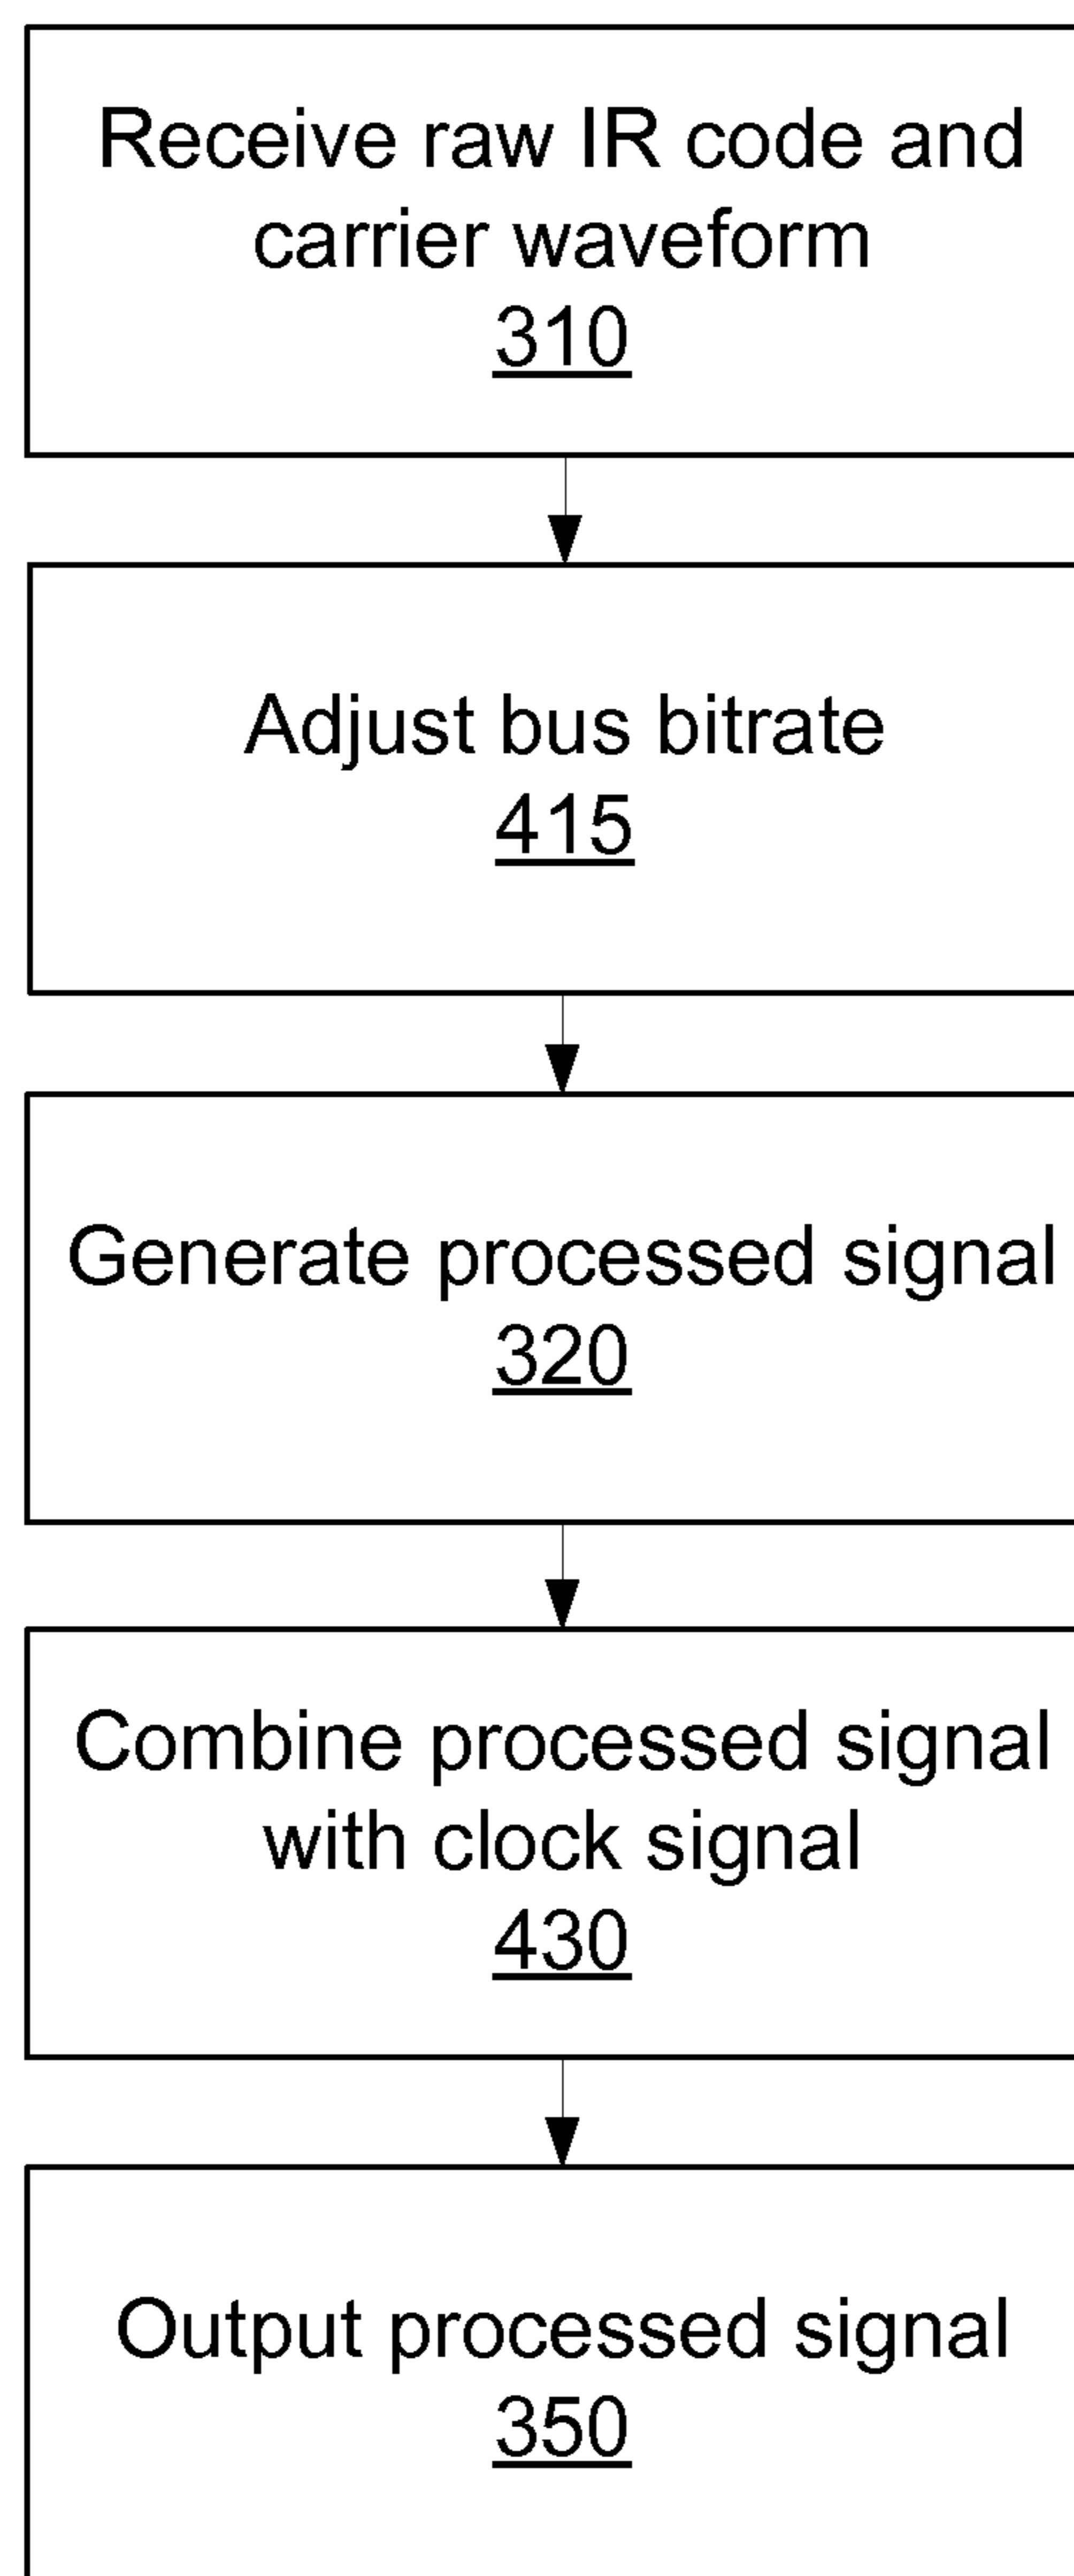 Receive raw IR code and
carrier waveform
310
Adjust bus bitrate
415
Generate processed signal
320
Combine processed signal
with clock signal
430
Output processed signal
350